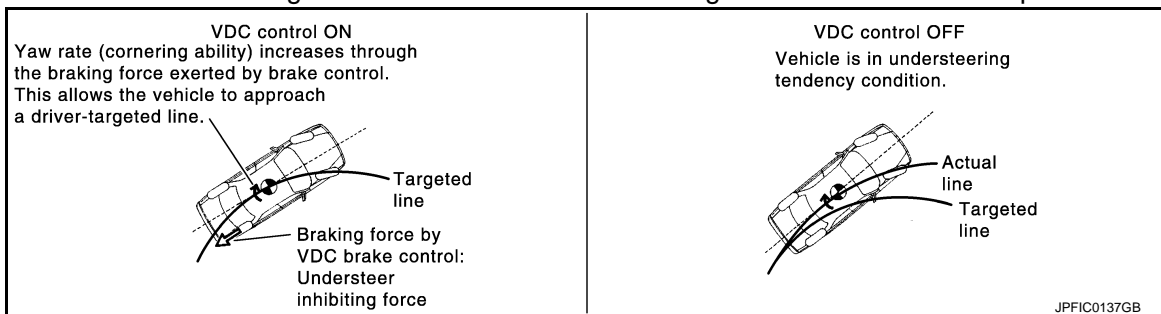 VDC control ON
Yaw rate (cornering ability) increases through
the braking force exerted by brake control.
This allows the vehicle to approach
a driver-targeted line.
Targeted
line
Braking force by
VDC brake control:
Understeer
inhibiting force
VDC control OFF
Vehicle is in understeering
tendency condition.
Actual
line
Targeted
line
JPFIC0137GB